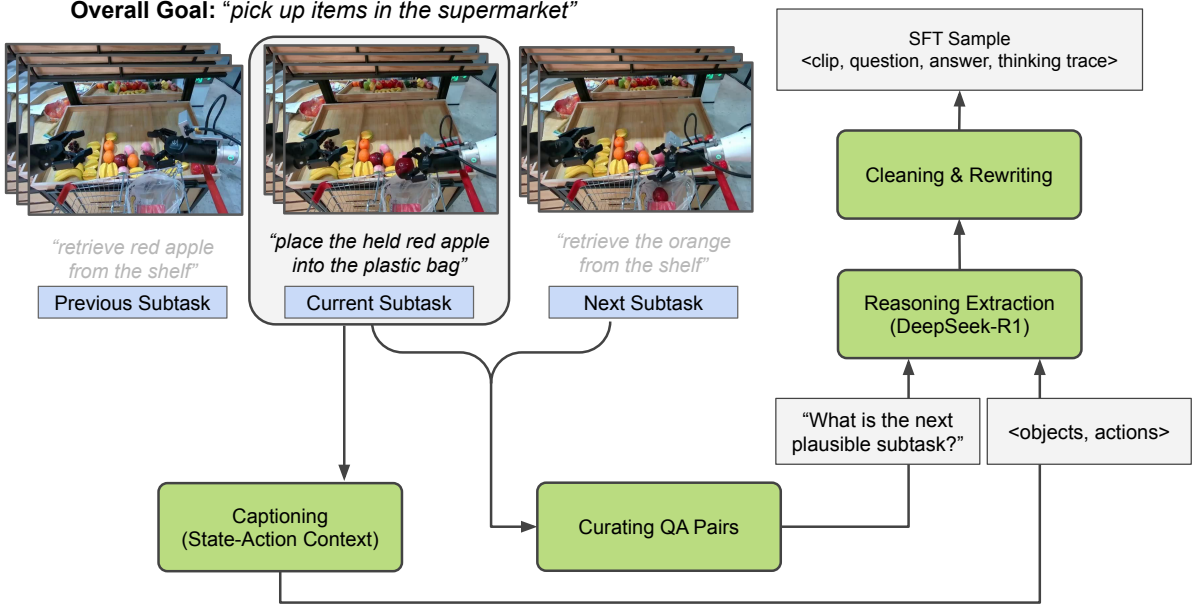 Overall Goal: “pick up items in the supermarket”
“retrieve red apple
from the shelf”
Previous Subtask
“place the held red apple
into the plastic bag”
Current Subtask
“retrieve the orange
from the shelf”
Next Subtask
SFT Sample
<clip, question, answer, thinking trace>
Cleaning & Rewriting
Reasoning Extraction
(DeepSeek-R1)
“What is the next
plausible subtask?”
<objects, actions>
Captioning
(State-Action Context)
Curating QA Pairs